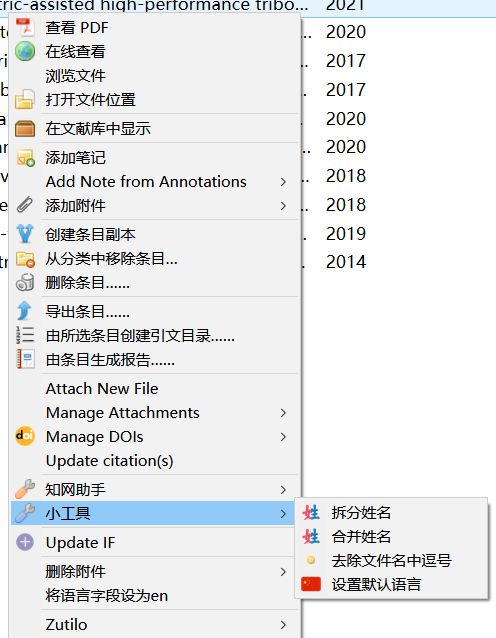 ric-assisted high-performance tribo... 2021
2020
2017
2017
2020
2020
2018
2018
2019
2014
查看 PDF
在线查看
浏览文件
打开文件位置
在文献库中显示
添加笔记
Add Note from Annotations
添加附件
创建条目副本
从分类中移除条目...
删除条目......
导出条目......
由所选条目创建引文目录......
由条目生成报告......
Attach New File
Manage Attachments
doi
Manage DOIs
Update citation(s)
知网助手
小工具
Update IF
删除附件
将语言字段设为en
Zutilo
姓 拆分姓名
姓 合并姓名
去除文件名中逗号
设置默认语言